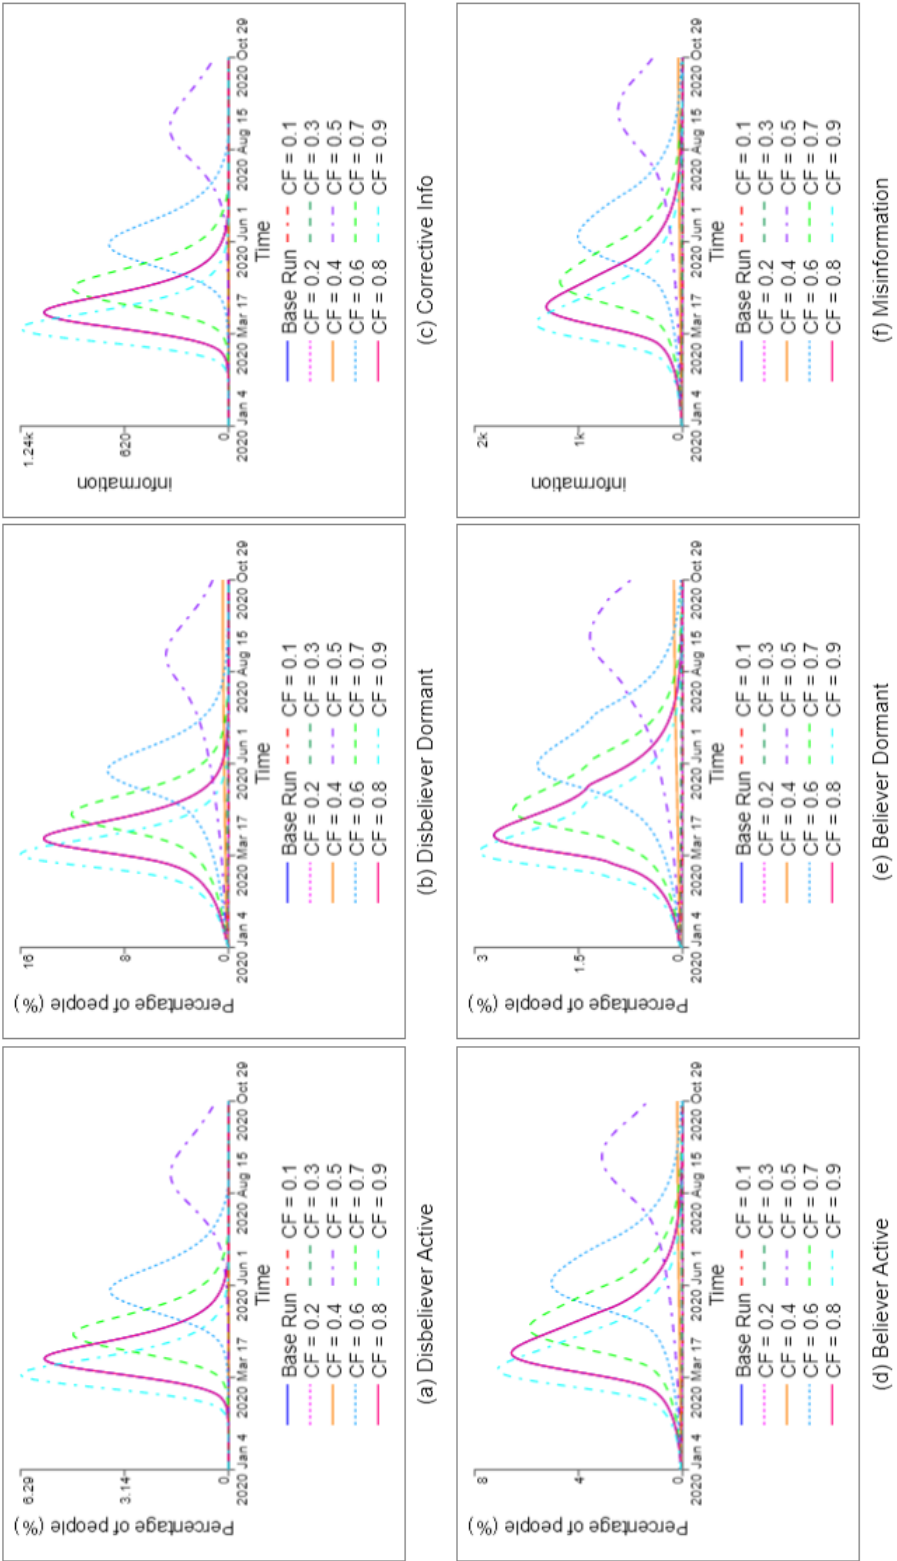 6.29
3.14
0.
Percentage of people (%)
2020 Jan 4 2020 Mar 17 2020 Jun 1 2020 Aug 15 2020 Oct 29
Time
Base Run CF = 0.1
CF = 0.2 CF = 0.3
CF = 0.4 CF = 0.5
CF = 0.6 CF = 0.7
CF = 0.8 CF = 0.9
(a) Disbeliever Active
16
8
0.
Percentage of people (%)
2020 Jan 4 2020 Mar 17 2020 Jun 1 2020 Aug 15 2020 Oct 29
Time
Base Run CF = 0.1
CF = 0.2 CF = 0.3
CF = 0.4 CF = 0.5
CF = 0.6 CF = 0.7
CF = 0.8 CF = 0.9
(b) Disbeliever Dormant
1.24k
620
0.
information
2020 Jan 4 2020 Mar 17 2020 Jun 1 2020 Aug 15 2020 Oct 29
Time
Base Run CF = 0.1
CF = 0.2 CF = 0.3
CF = 0.4 CF = 0.5
CF = 0.6 CF = 0.7
CF = 0.8 CF = 0.9
(c) Corrective Info
8
4
0.
Percentage of people (%)
2020 Jan 4 2020 Mar 17 2020 Jun 1 2020 Aug 15 2020 Oct 29
Time
Base Run CF = 0.1
CF = 0.2 CF = 0.3
CF = 0.4 CF = 0.5
CF = 0.6 CF = 0.7
CF = 0.8 CF = 0.9
(d) Believer Active
3
1.5
0.
Percentage of people (%)
2020 Jan 4 2020 Mar 17 2020 Jun 1 2020 Aug 15 2020 Oct 29
Time
Base Run CF = 0.1
CF = 0.2 CF = 0.3
CF = 0.4 CF = 0.5
CF = 0.6 CF = 0.7
CF = 0.8 CF = 0.9
(e) Believer Dormant
2k
1k
0.
information
2020 Jan 4 2020 Mar 17 2020 Jun 1 2020 Aug 15 2020 Oct 29
Time
Base Run CF = 0.1
CF = 0.2 CF = 0.3
CF = 0.4 CF = 0.5
CF = 0.6 CF = 0.7
CF = 0.8 CF = 0.9
(f) Misinformation